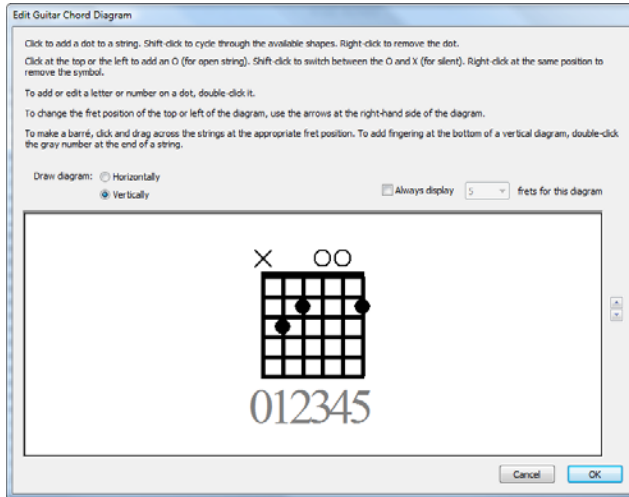 Edit Guitar Chord Diagram
Click to add a dot to a string. Shift-click to cycle through the available shapes. Right-click to remove the dot.
Click at the top or the left to add an O (for open string). Shift-click to switch between the O and X (for silent). Right-click at the same position to
remove the symbol.
To add or edit a letter or number on a dot, double-click it.
To change the fret position of the top or left of the diagram, use the arrows at the right-hand side of the diagram.
To make a barré, click and drag across the strings at the appropriate fret position. To add fingering at the bottom of a vertical diagram, double-click
the gray number at the end of a string.
Draw diagram: Horizontally
Vertically
Always display 5 frets for this diagram
X OO
012345
Cancel OK